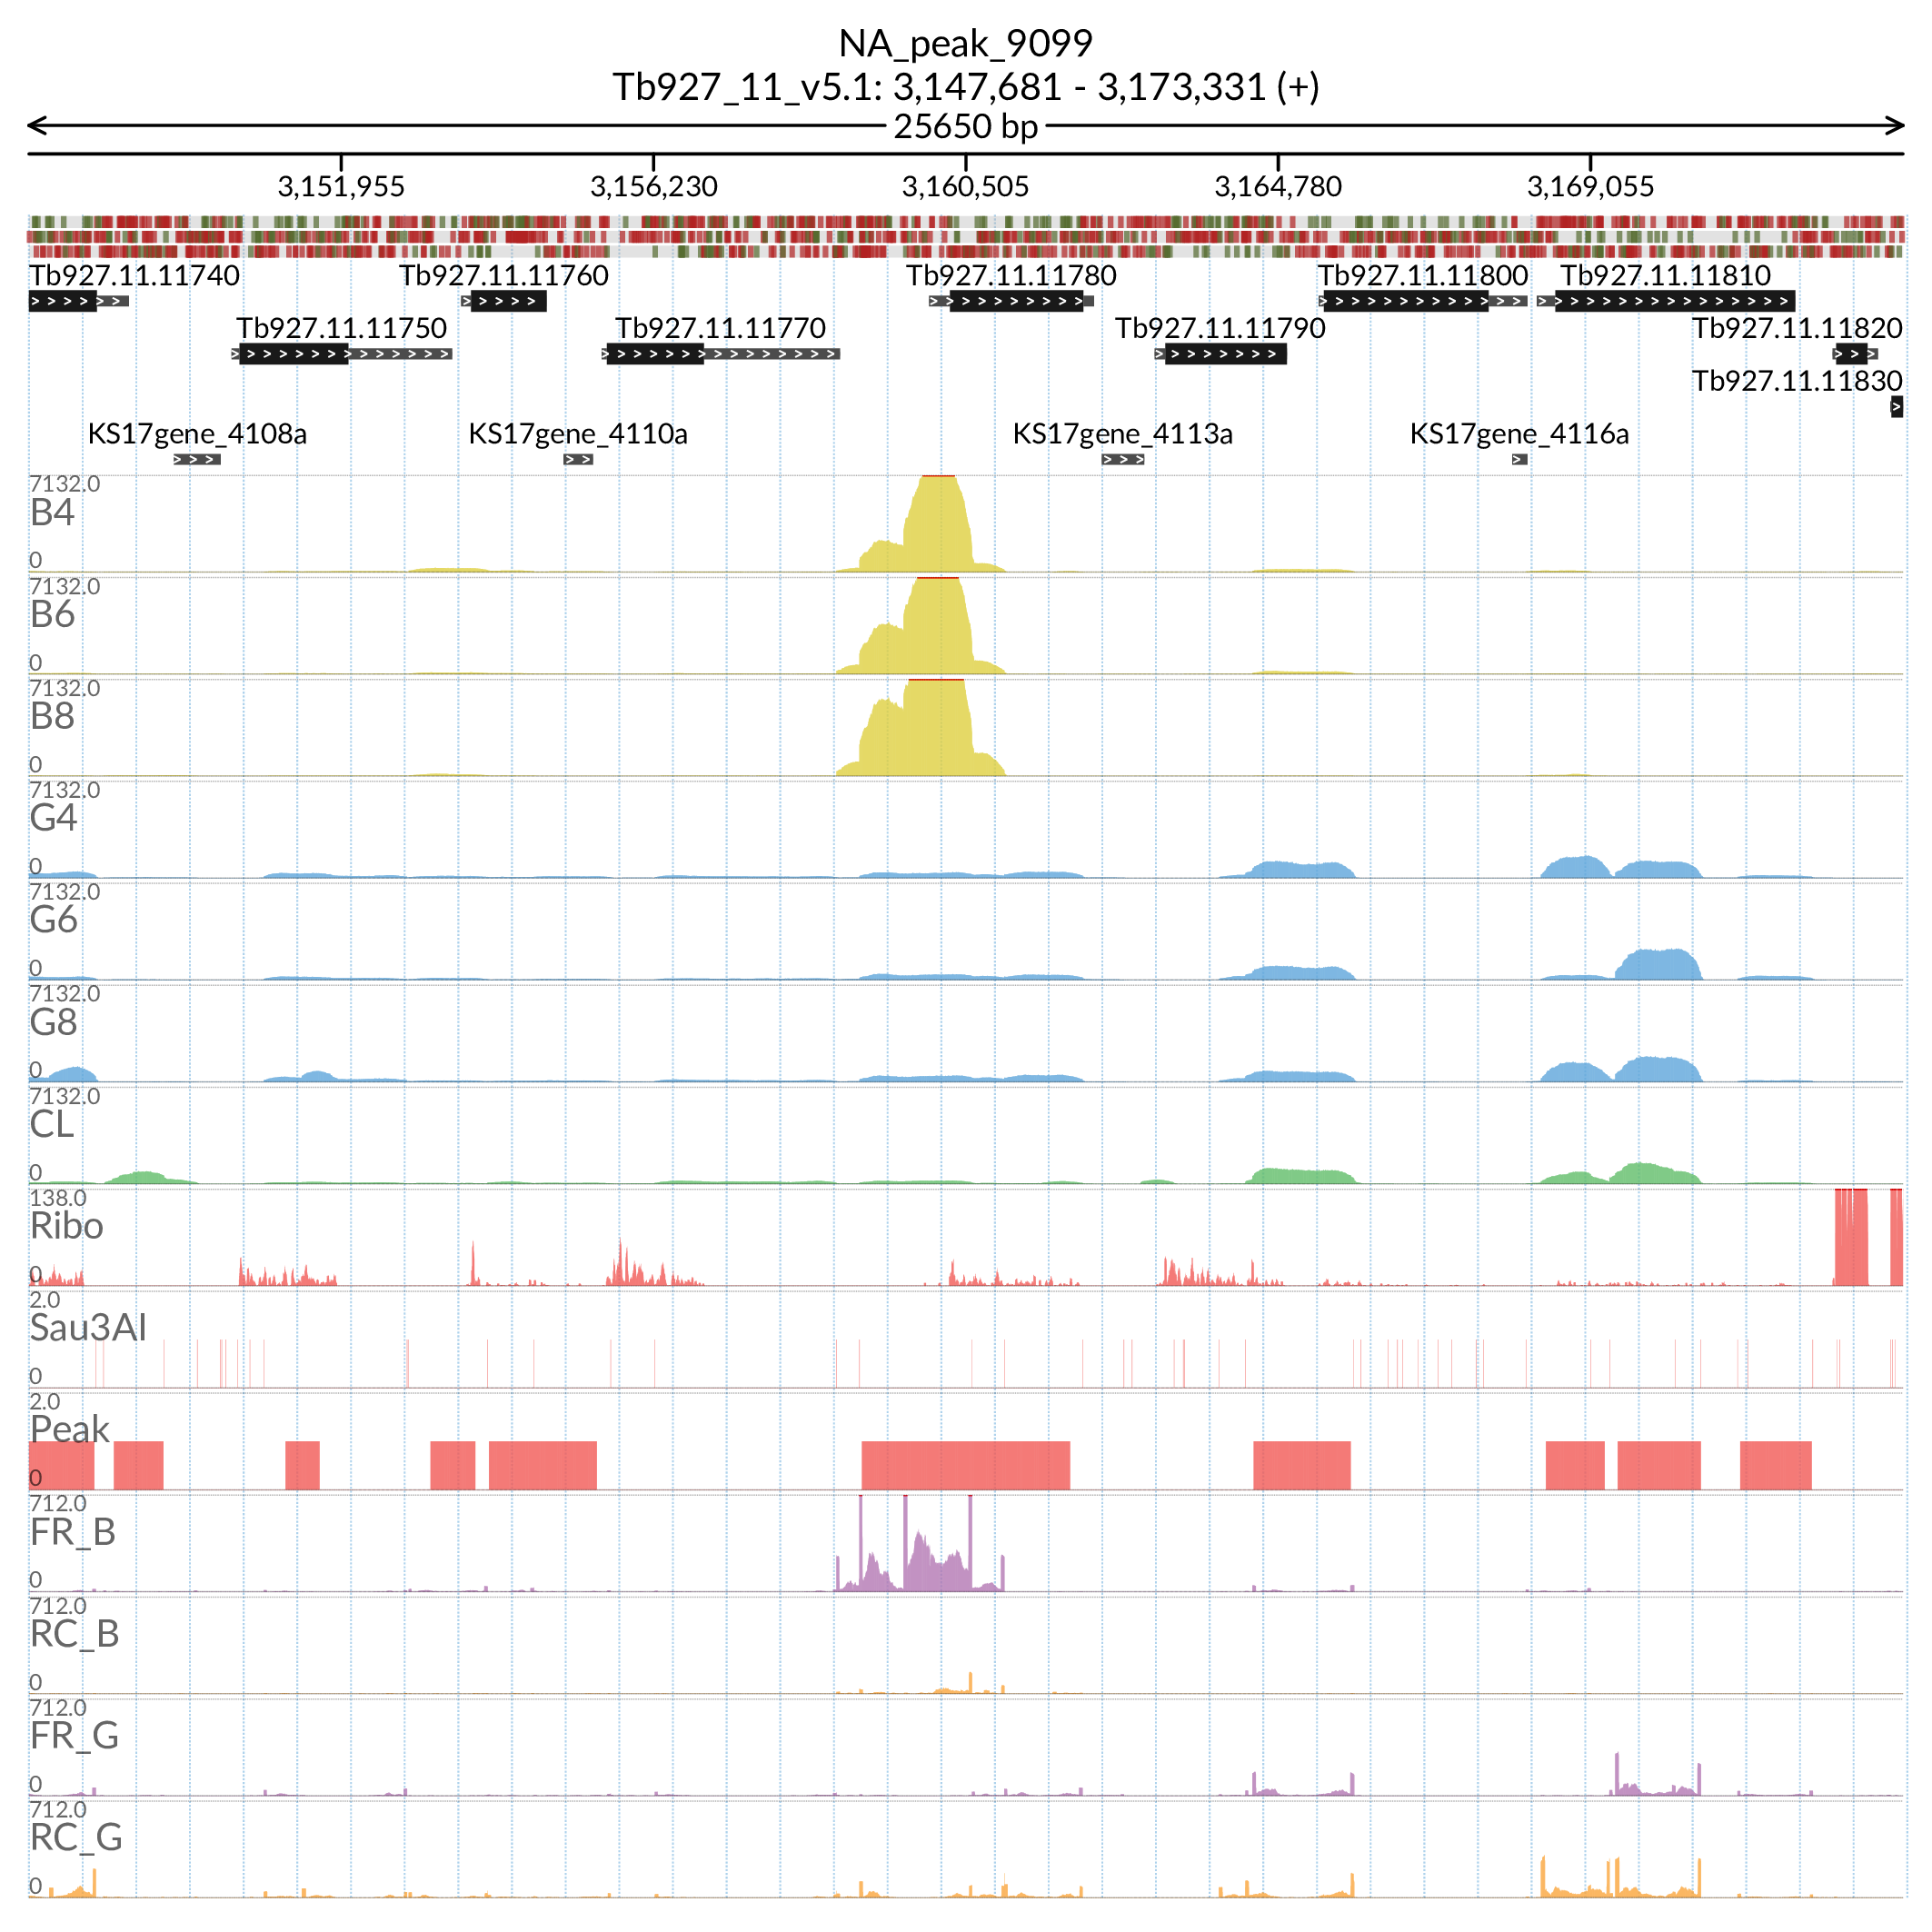 NA_peak_9099
Tb927_11_v5.1: 3,147,681 - 3,173,331 (+)
25650 bp
3,151,955 3,156,230 3,160,505 3,164,780 3,169,055
Tb927.11.11740 Tb927.11.11760 Tb927.11.11780 Tb927.11.11800 Tb927.11.11810
Tb927.11.11750 Tb927.11.11770 Tb927.11.11790 Tb927.11.11820
Tb927.11.11830
KS17gene_4108a KS17gene_4110a KS17gene_4113a KS17gene_4116a
7132.0
B4
0
7132.0
B6
0
7132.0
B8
0
7132.0
G4
0
7132.0
G6
0
7132.0
G8
0
7132.0
CL
0
138.0
Ribo
0
2.0
Sau3AI
0
2.0
Peak
0
712.0
FR_B
0
712.0
RC_B
0
712.0
FR_G
0
712.0
RC_G
0